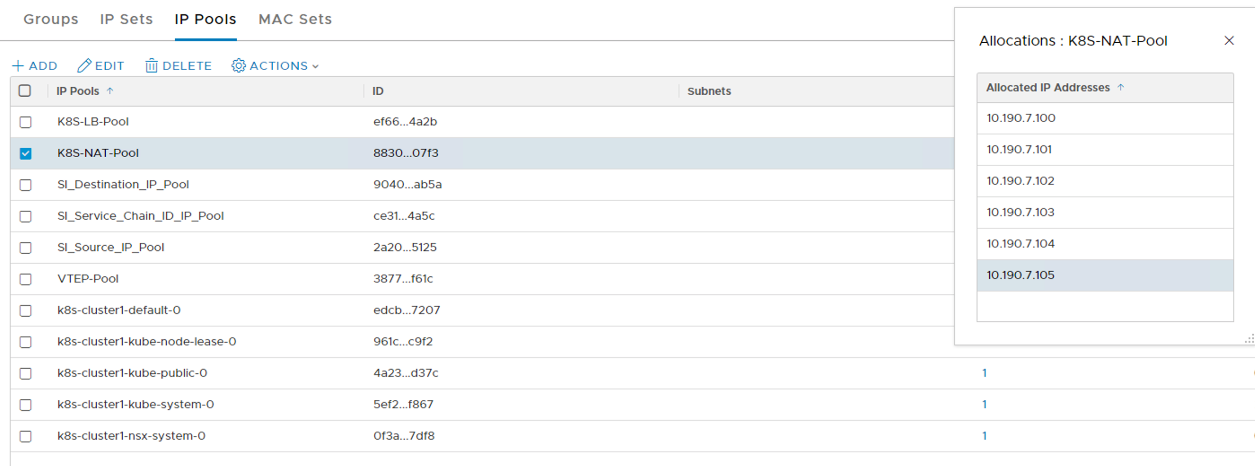 Groups IP Sets IP Pools MAC Sets
Allocations : K8S-NAT-Pool
ADD EDIT DELETE ACTIONS
IP Pools ID Subnets
Allocated IP Addresses
K8S-LB-Pool ef66...4a2b
10.190.7.100
K8S-NAT-Pool 8830...07f3
10.190.7.101
SI_Destination_IP_Pool 9040...ab5a
10.190.7.102
SI_Service_Chain_ID_IP_Pool ce31...4a5c
10.190.7.103
SI_Source_IP_Pool 2a20...5125
10.190.7.104
VTEP-Pool 3877...f61c
10.190.7.105
k8s-cluster1-default-0 edcb...7207
k8s-cluster1-kube-node-lease-0 961c...c9f2
k8s-cluster1-kube-public-0 4a23...d37c 1
k8s-cluster1-kube-system-0 5ef2...f867 1
k8s-cluster1-nsx-system-0 0f3a...7df8 1